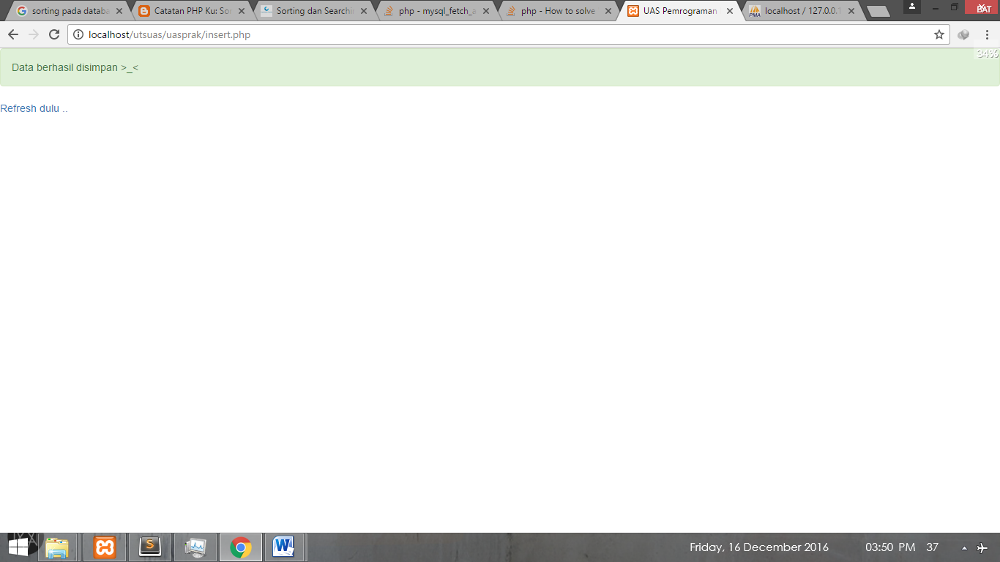 sorting pada databa
Catatan PHP Ku: Soc
Sorting dan Searchi
php - mysql_fetch_a
php - How to solve
UAS Pemrograman
PMA
localhost / 127.0.0.1
BAT
localhost/utsuas/uasprak/insert.php
34%
Data berhasil disimpan >_<
Refresh dulu ..
S
W
Friday, 16 December 2016
03:50 PM
37